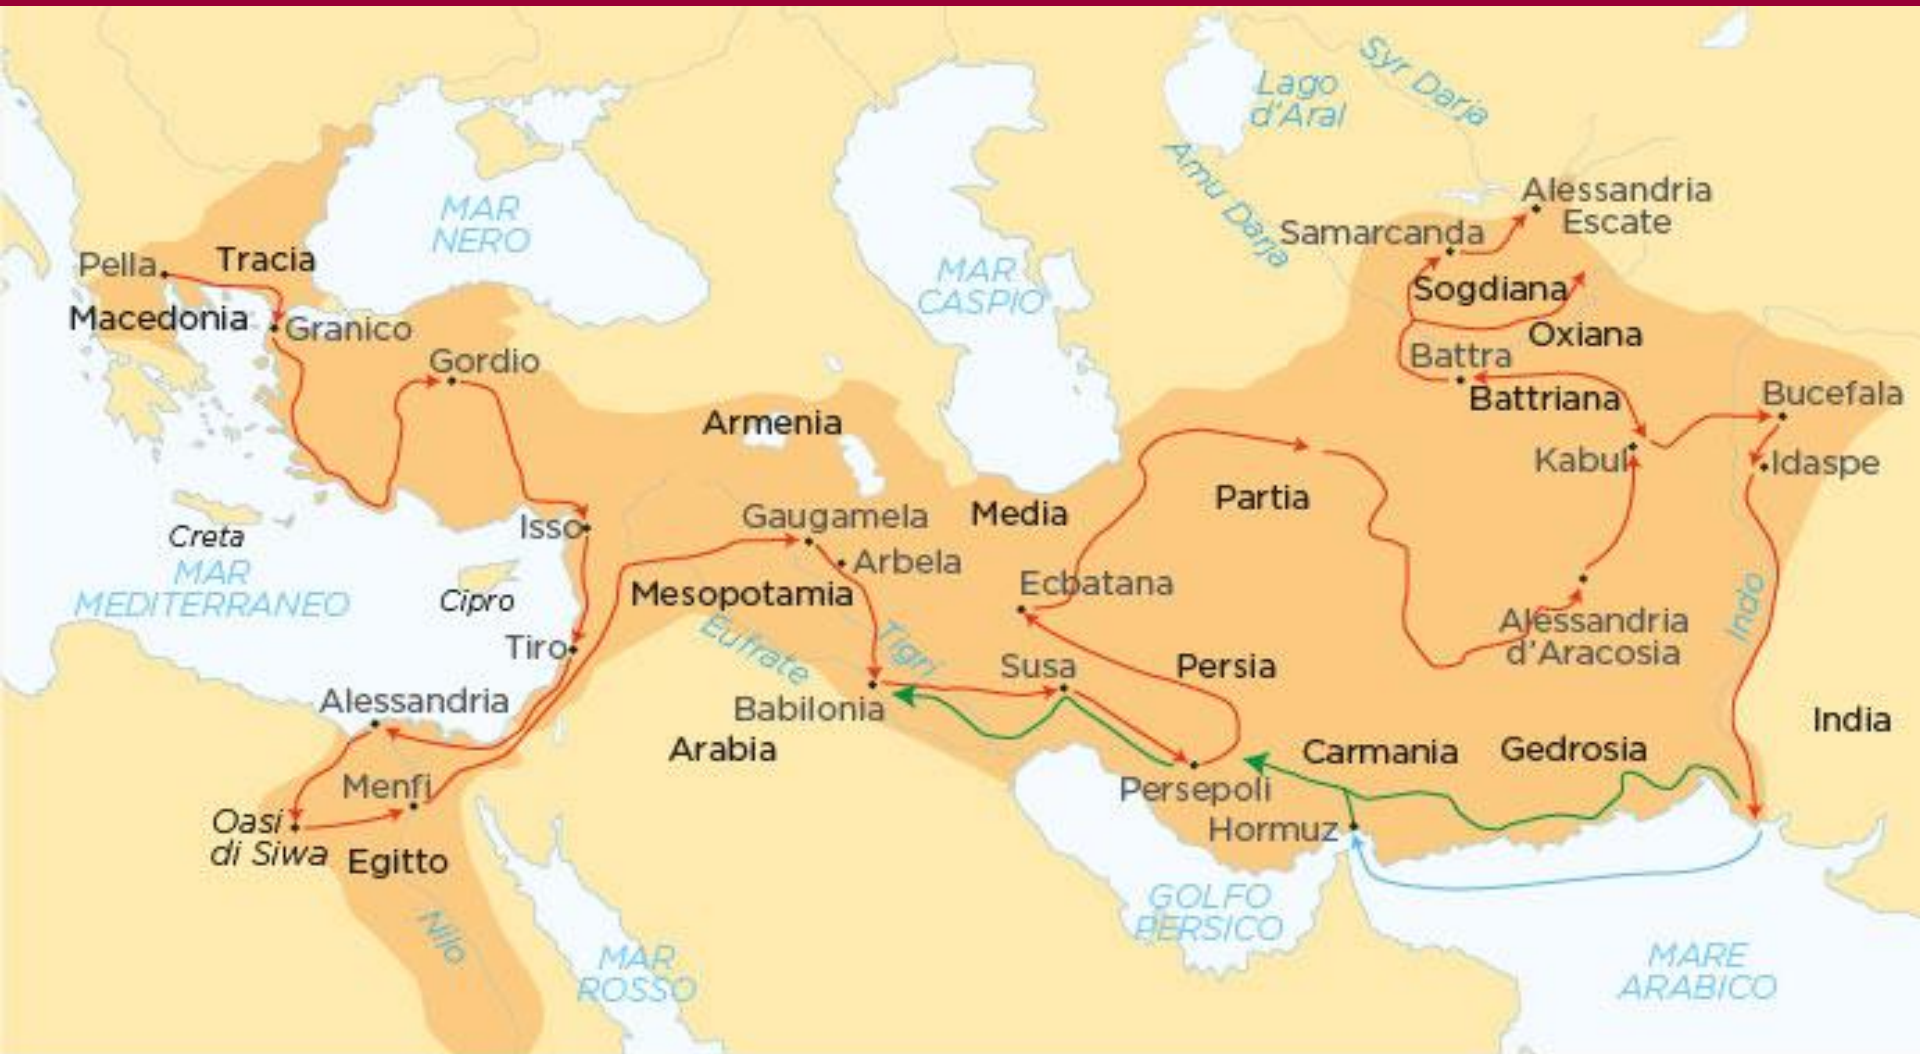 Syr Darja
Lago
d'Aral
Amu Darja
Alessandria
Escate
Samarcanda
MAR
NERO
Tracia
Pella
MAR
CASPIO
Sogdiana
Macedonia
Granico
Oxiana
Gordio
Battra
Battriana
Bucefala
Armenia
Kabul
Idaspe
Partia
Media
Gaugamela
Isso
Creta
Arbela
MAR
MEDITERRANEO
Cipro
Mesopotamia
Ecbatana
Indo
Alessandria
d'Aracosia
Tiro
Eufrate
Tigri
Susa
Persia
Alessandria
Babilonia
India
Arabia
Carmania
Gedrosia
Menfi
Persepoli
Oasi
di Siwa
Hormuz
Egitto
GOLFO
PERSICO
Nilo
MAR
ROSSO
MARE
ARABICO